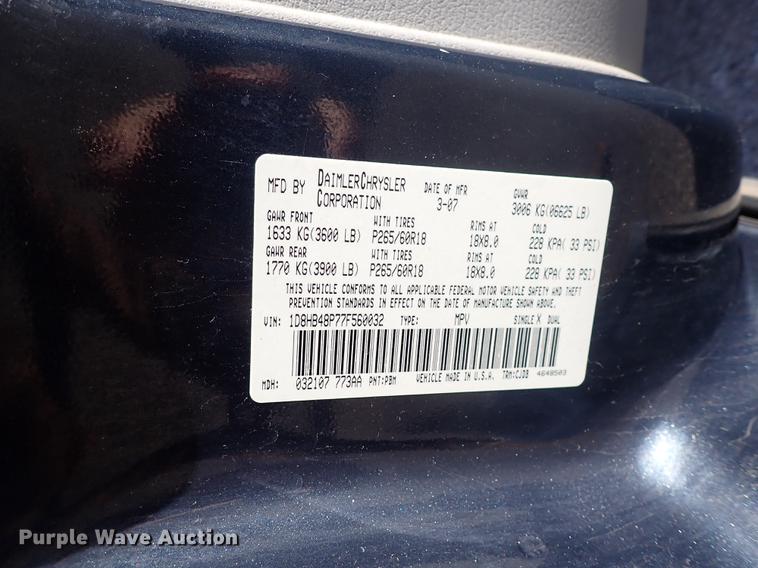 MFD BY DAIMLERCHRYSLER CORPORATION DATE OF MFR 3-07 GVWR 3006 KG(06625 LB)
GAWR FRONT WITH TIRES RIMS AT COLD
1633 KG(3600 LB) P265/60R18 18X8.0 228 KPA( 33 PSI)
GAWR REAR WITH TIRES RIMS AT COLD
1770 KG(3900 LB) P265/60R18 18X8.0 228 KPA( 33 PSI)
THIS VEHICLE CONFORMS TO ALL APPLICABLE FEDERAL MOTOR VEHICLE SAFETY AND THEFT
PREVENTION STANDARDS IN EFFECT ON THE DATE OF MANUFACTURE SHOWN ABOVE.
VIN: 1D8HB48P77F560032 TYPE: MPV SINGLE X DUAL
MDH: 032107 773AA PNT:PBM VEHICLE MADE IN U.S.A. TRM:CJDB 4648503
Purple Wave Auction